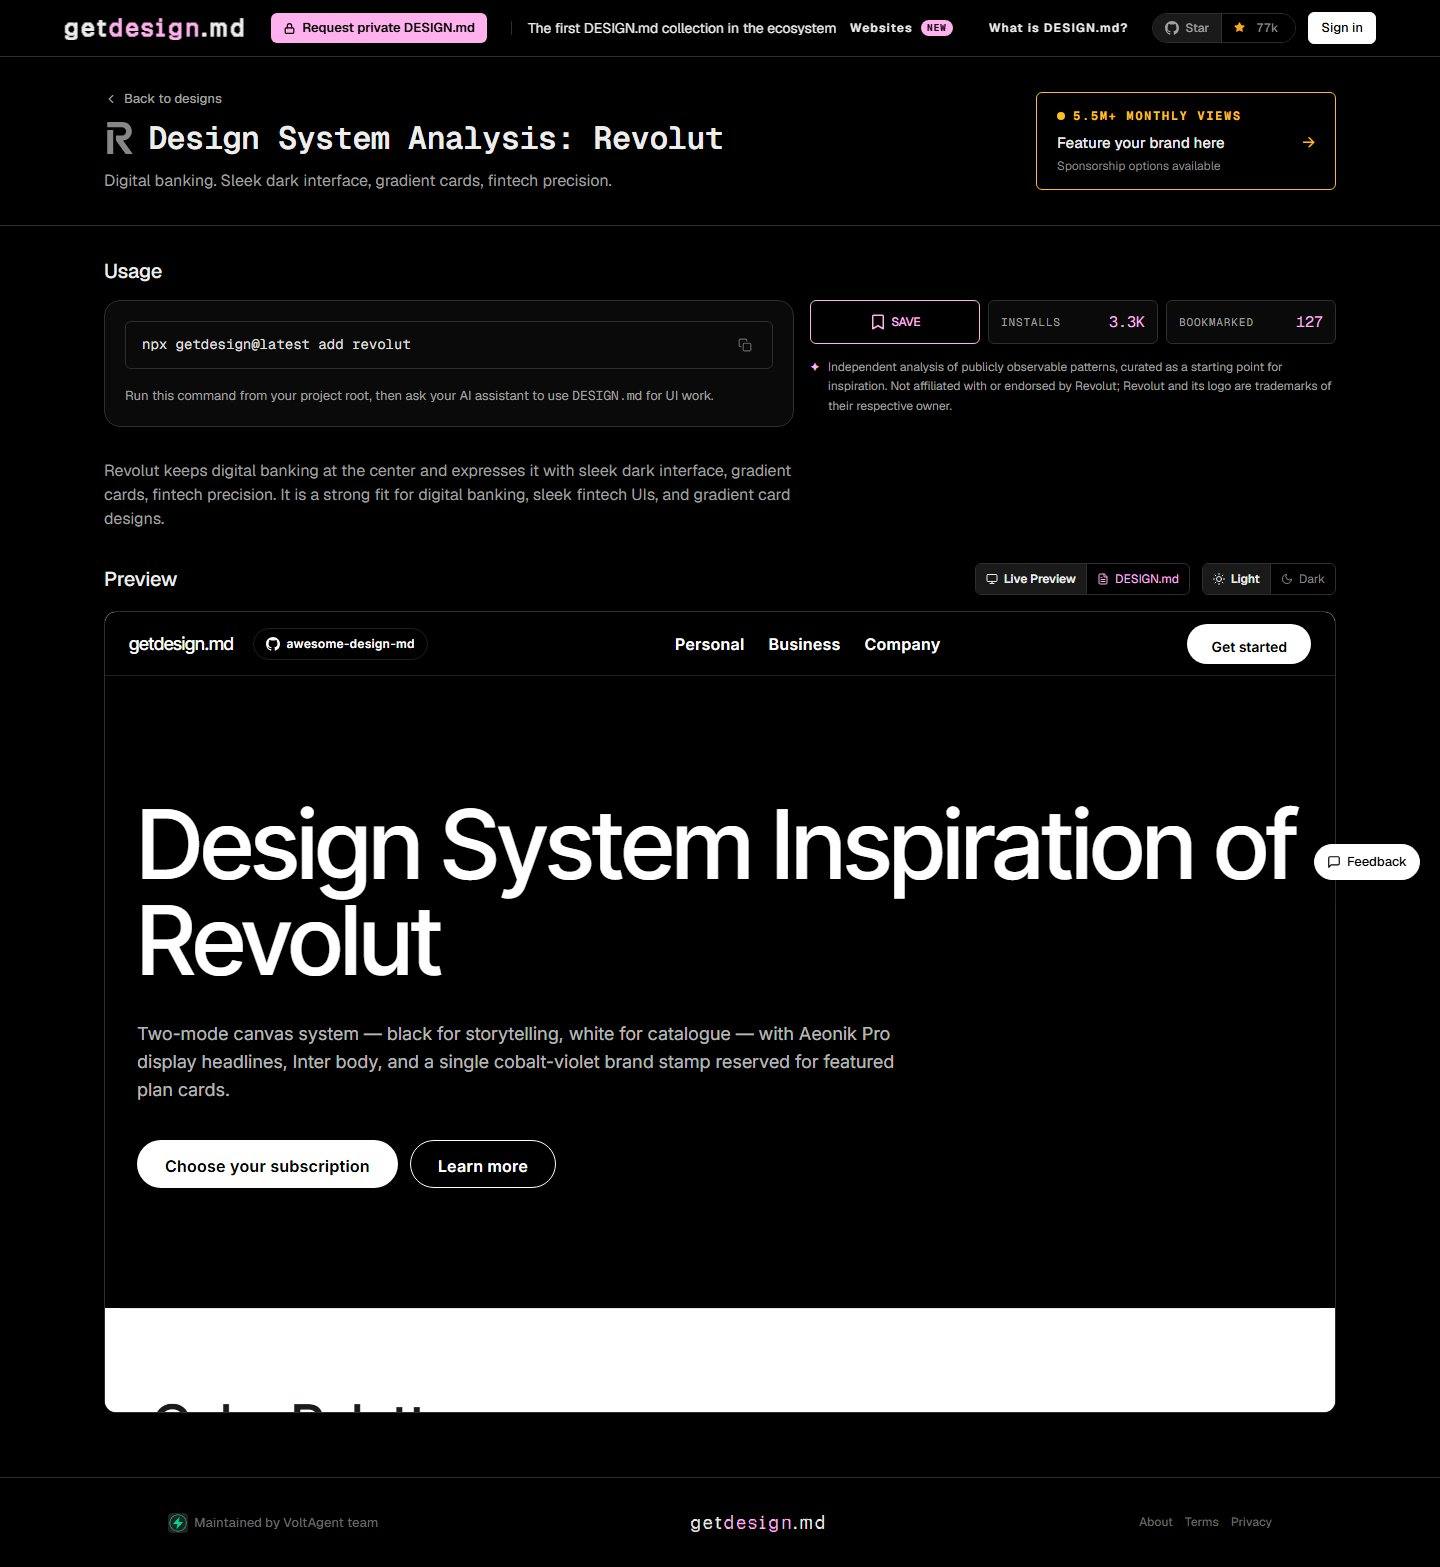 getdesign.md
Request private DESIGN.md
The first DESIGN.md collection in the ecosystem
Websites NEW
What is DESIGN.md?
Star 77k
Sign in
Back to designs
Design System Analysis: Revolut
Digital banking. Sleek dark interface, gradient cards, fintech precision.
5.5M+ MONTHLY VIEWS
Feature your brand here
Sponsorship options available
Usage
npx getdesign@latest add revolut
Run this command from your project root, then ask your AI assistant to use DESIGN.md for UI work.
SAVE
INSTALLS 3.3K
BOOKMARKED 127
Independent analysis of publicly observable patterns, curated as a starting point for
inspiration. Not affiliated with or endorsed by Revolut; Revolut and its logo are trademarks of
their respective owner.
Revolut keeps digital banking at the center and expresses it with sleek dark interface, gradient
cards, fintech precision. It is a strong fit for digital banking, sleek fintech UIs, and gradient card
designs.
Preview
Live Preview
DESIGN.md
Light
Dark
getdesign.md
awesome-design-md
Personal
Business
Company
Get started
Design System Inspiration of
Revolut
Feedback
Two-mode canvas system — black for storytelling, white for catalogue — with Aeonik Pro
display headlines, Inter body, and a single cobalt-violet brand stamp reserved for featured
plan cards.
Choose your subscription
Learn more
Maintained by VoltAgent team
getdesign.md
About
Terms
Privacy